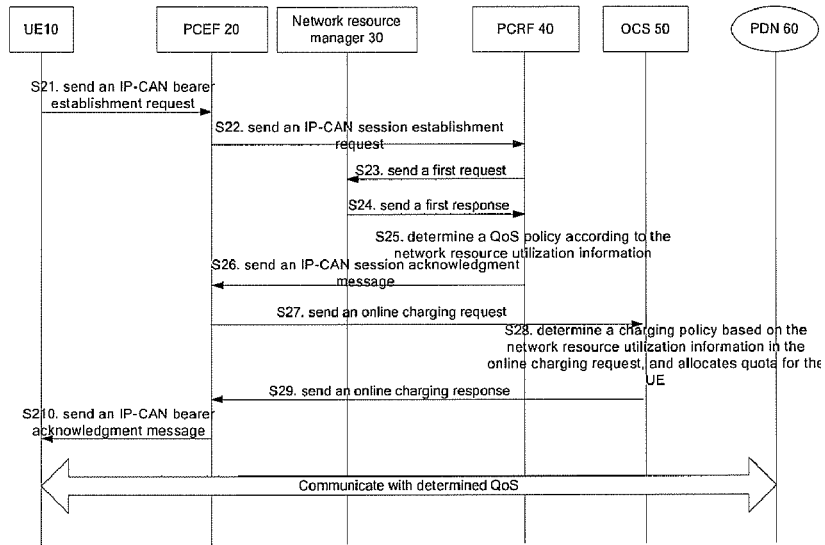 UE10
PCEF 20
Network resource
manager 30
PCRF 40
OCS 50
PDN 60
S21. send an IP-CAN bearer
establishment request
S22. send an IP-CAN session establishment
request
S23. send a first request
S24. send a first response
S25. determine a QoS policy according to the
network resource utilization information
S26. send an IP-CAN session acknowledgment
message
S27. send an online charging request
S28. determine a charging policy based on the
network resource utilization information in the
online charging request, and allocates quota for the
UE
S29. send an online charging response
S210. send an IP-CAN bearer
acknowledgment message
Communicate with determined QoS